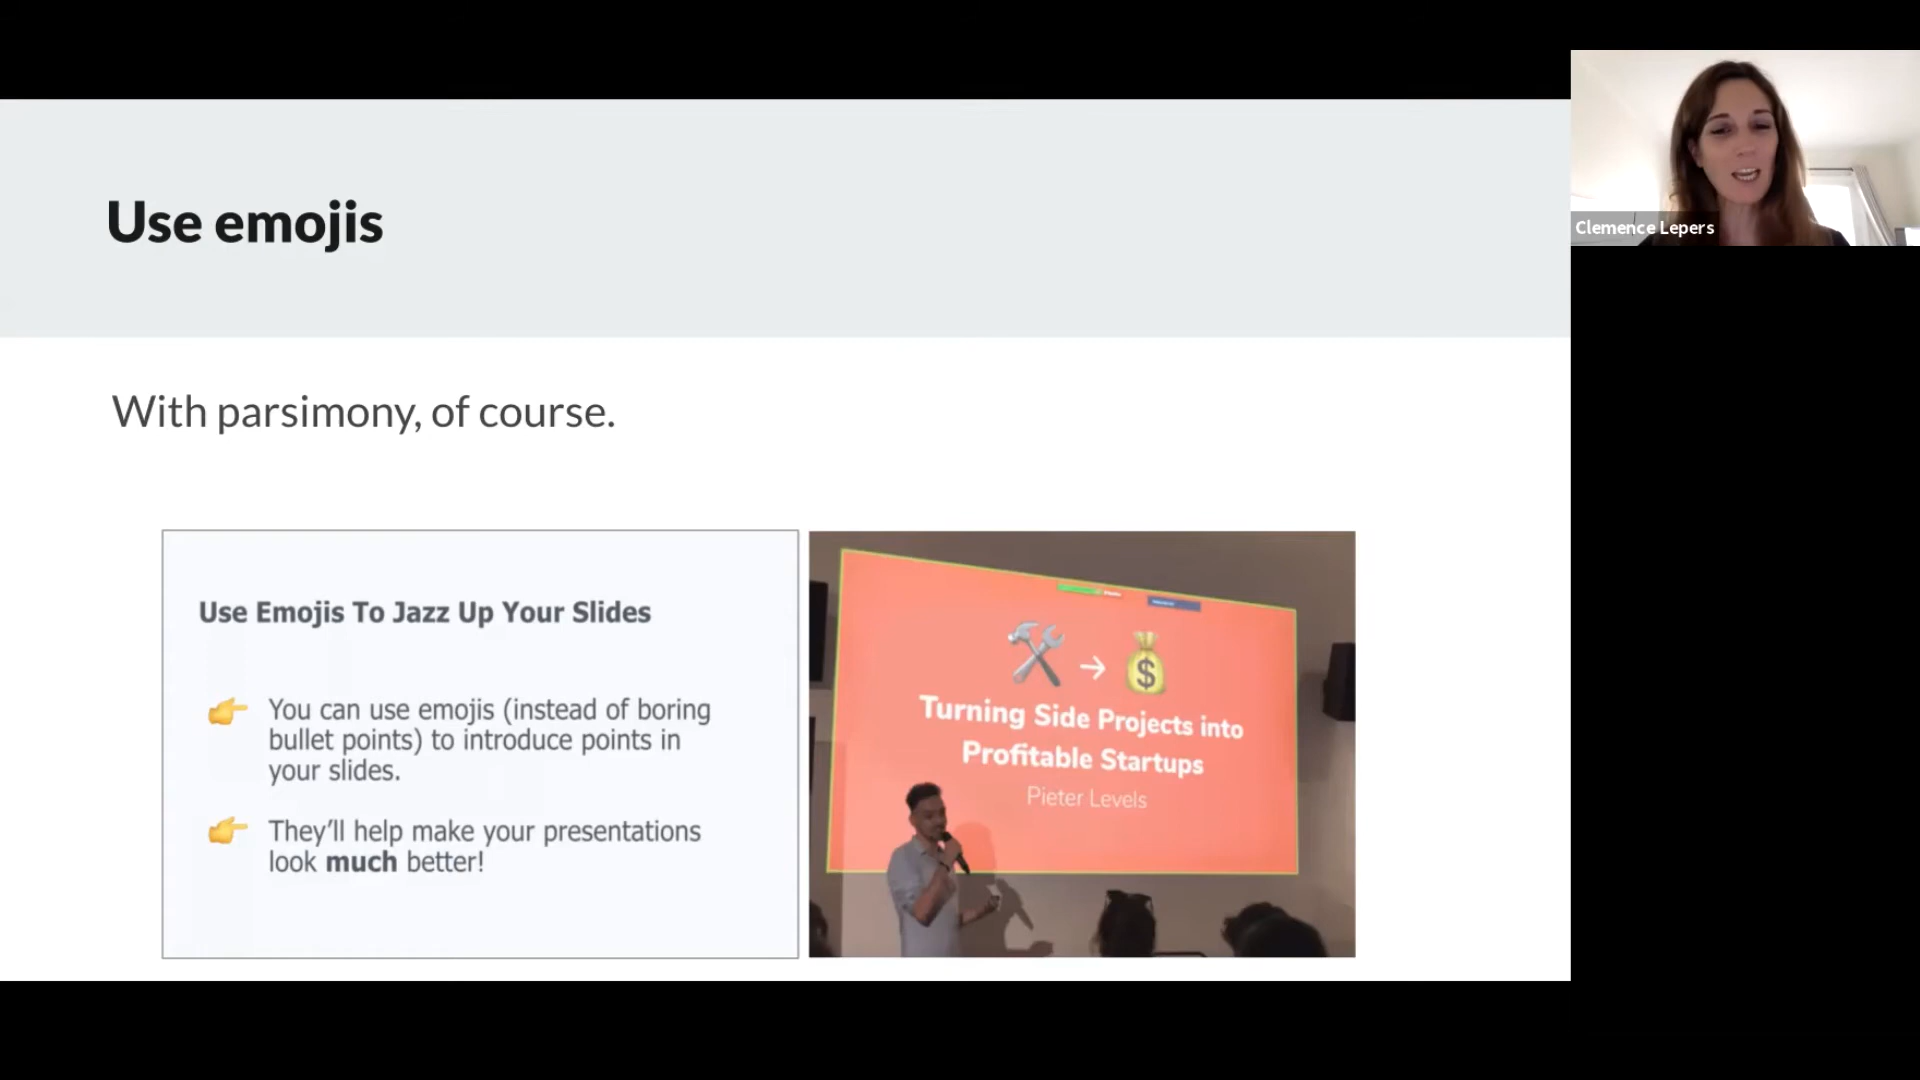 Use emojis
Clemence Lepers
With parsimony, of course.
Use Emojis To Jazz Up Your Slides
You can use emojis (instead of boring
bullet points) to introduce points in
your slides.
They’ll help make your presentations
look much better!
$
Turning Side Projects into
Profitable Startups
Pieter Levels